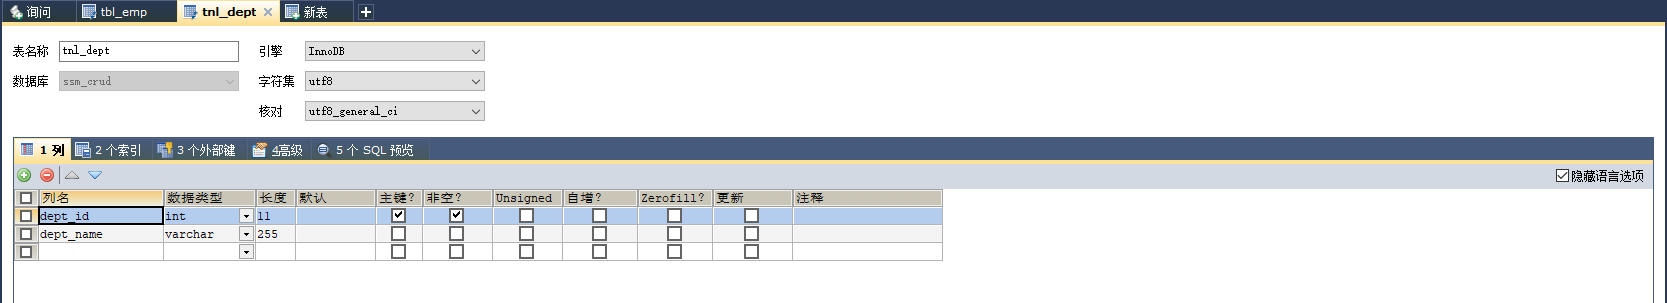 询问 tbl_emp tnl_dept 新表
表名称 tnl_dept 引擎 InnoDB
数据库 ssm_crud 字符集 utf8
核对 utf8_general_ci
1 列 2 个索引 3 个外部键 4高级 5 个 SQL 预览
隐藏语言选项
列名 数据类型 长度 默认 主键? 非空? Unsigned 自增? Zerofill? 更新 注释
dept_id int 11
dept_name varchar 255